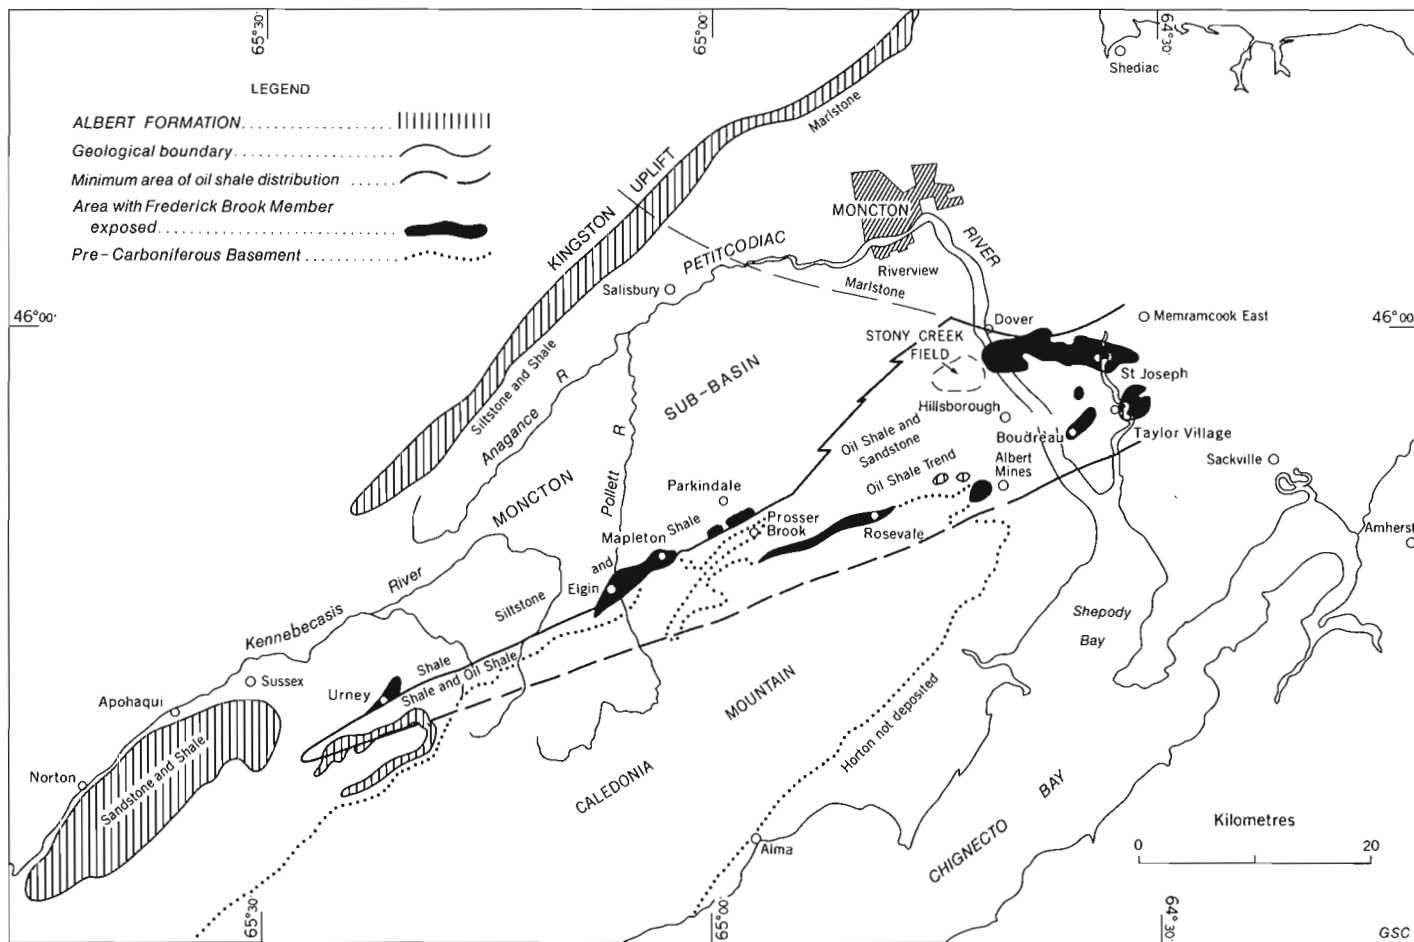 65°30'
65°00'
64°30'
Shediac
LEGEND
ALBERT FORMATION
Geological boundary
Minimum area of oil shale distribution
Area with Frederick Brook Member
exposed
Pre-Carboniferous Basement
Marlstone
KINGSTON UPLIFT
MONCTON
PETITCODIAC RIVER
Riverview
Marlstone
Salisbury
46°00'
46°00'
Dover
Memramcook East
STONY CREEK
FIELD
St Joseph
Siltstone and Shale
Anagance R
SUB-BASIN
Hillsborough
Boudreau
Taylor Village
Oil Shale and
Sandstone
Oil Shale Trend
Albert
Mines
Sackville
Amherst
MONCTON
Pollett R
Parkindale
Prosser
Brook
Rosevale
Mapleton
Elgin
Siltstone and Shale
Kennebecasis River
Shepody
Bay
Shale
Shale and Oil Shale
Urney
Sussex
Apohaqui
Norton
Sandstone and Shale
MOUNTAIN
CALEDONIA
Horton not deposited
Alma
CHIGNECTO BAY
Kilometres
0 20
65°30'
65°00'
64°30'
GSC